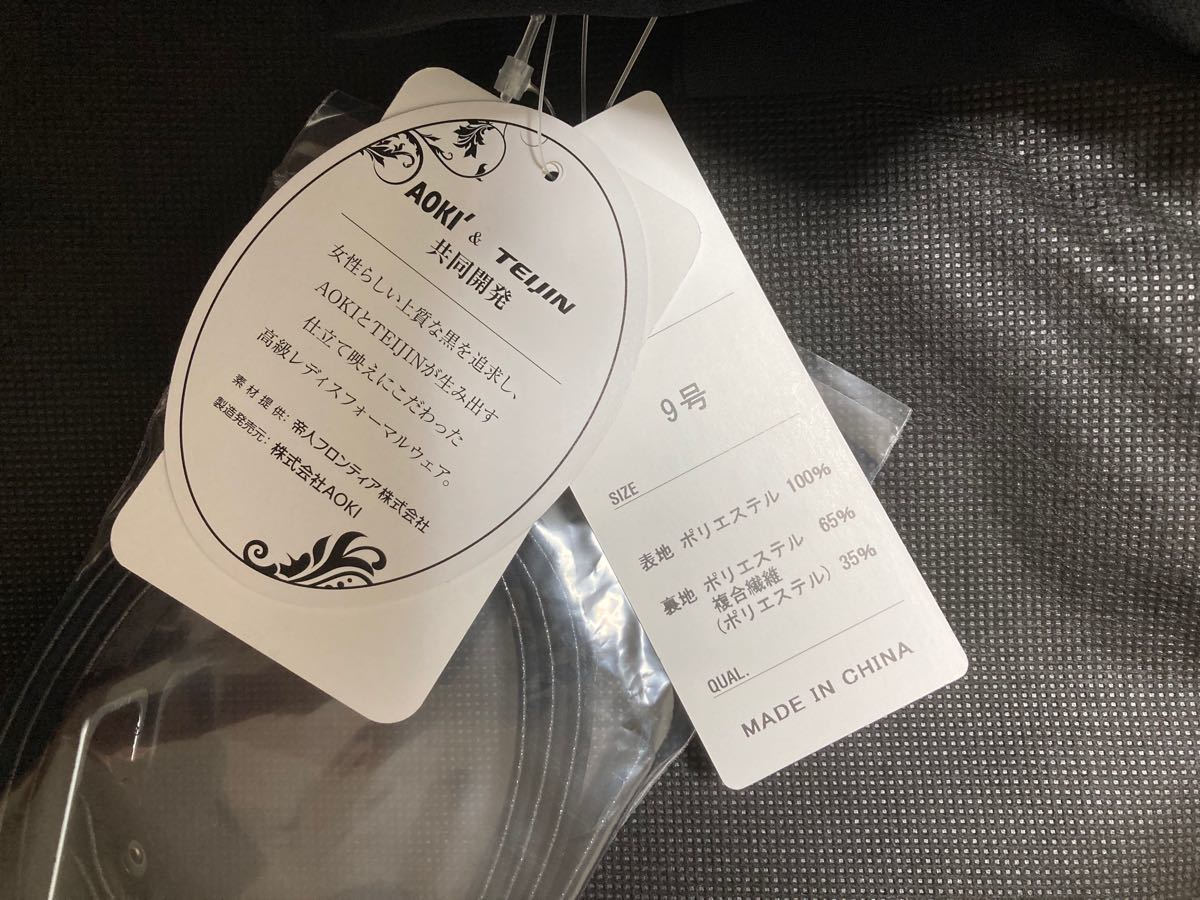 AOKI' & TEIJIN
共同開発
女性らしい上質な黒を追求し、
AOKIとTEIJINが生み出す
仕立て映えにこだわった
高級レディスフォーマルウェア。
素材提供：帝人フロンティア株式会社
製造発売元：株式会社AOKI
9号
SIZE
表地 ポリエステル 100%
裏地 ポリエステル 65%
複合繊維
(ポリエステル) 35%
QUAL.
MADE IN CHINA